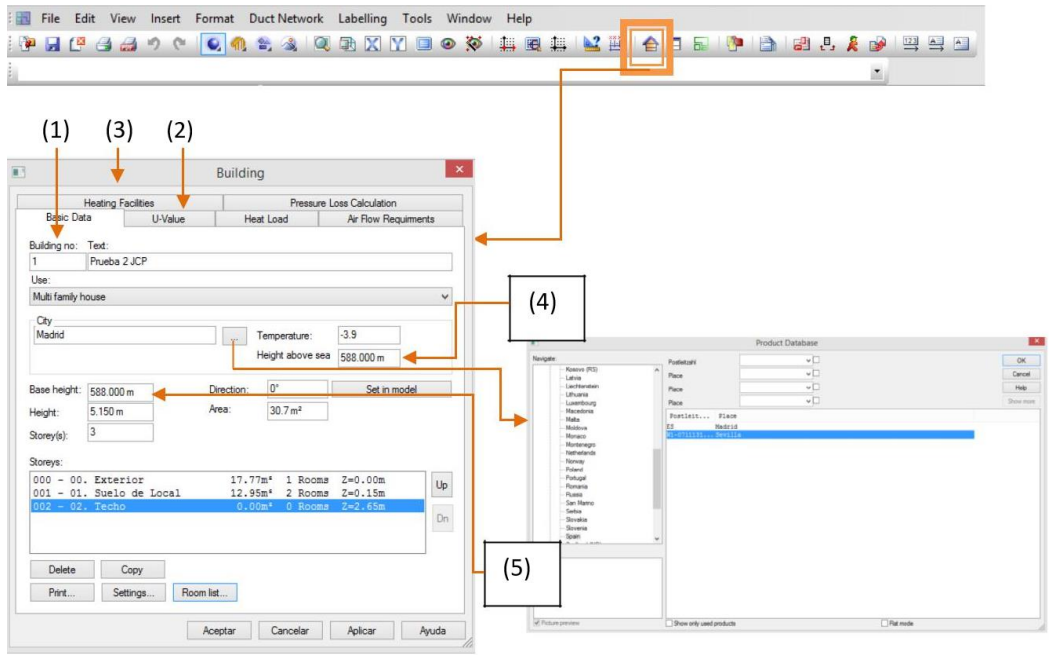 File Edit View Insert Format Duct Network Labelling Tools Window Help
(1) (3) (2)
Building
Heating Facilities Pressure Loss Calculation
Basic Data U-Value Heat Load Air Flow Requirments
Building no: Text:
1 Prueba 2 JCP
Use:
Multi family house
City
Madrid ... Temperature: -3.9
Height above sea 588.000 m
Base height: 588.000 m Direction: 0° Set in model
Height: 5.150 m Area: 30.7 m²
Storey(s): 3
Storeys:
000 - 00. Exterior 17.77m² 1 Rooms Z=0.00m
001 - 01. Suelo de Local 12.95m² 2 Rooms Z=0.15m
002 - 02. Techo 0.00m² 0 Rooms Z=2.65m
Up
Dn
Delete Copy
Print... Settings... Room list...
Aceptar Cancelar Aplicar Ayuda
(4)
(5)
Product Database
Navigate
Kosovo (RS)
Latvia
Liechtenstein
Lithuania
Luxembourg
Macedonia
Malta
Moldova
Monaco
Montenegro
Netherlands
Norway
Poland
Portugal
Romania
Russia
San Marino
Serbia
Slovakia
Slovenia
Spain
Postleitzahl
Place
Place
Place
OK
Cancel
Help
Show more
Postleit... Place
ES Madrid
Sevilla
Picture preview Show only used products Flat mode